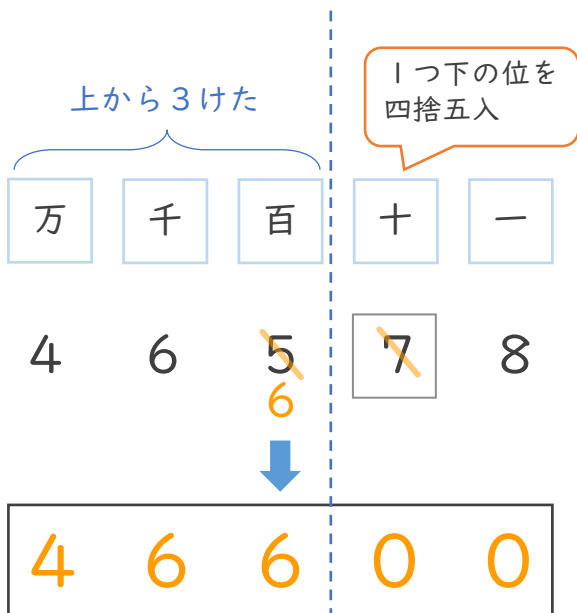 上から3けた
1つ下の位を
四捨五入
万 千 百 十 一
4 6 5 7 8
6
4 6 6 0 0